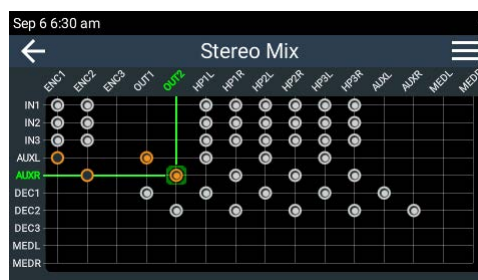 Sep 6 6:30 am
Stereo Mix
ENC1 ENC2 ENC3 OUT1 OUT2 HP1L HP1R HP2L HP2R HP3L HP3R AUXL AUXR MEDL MEDR
IN1
IN2
IN3
AUXL
AUXR
DEC1
DEC2
DEC3
MEDL
MEDR